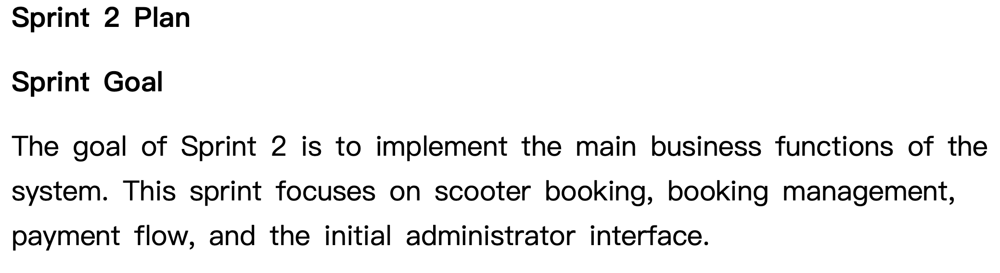 Sprint 2 Plan
Sprint Goal
The goal of Sprint 2 is to implement the main business functions of the
system. This sprint focuses on scooter booking, booking management,
payment flow, and the initial administrator interface.